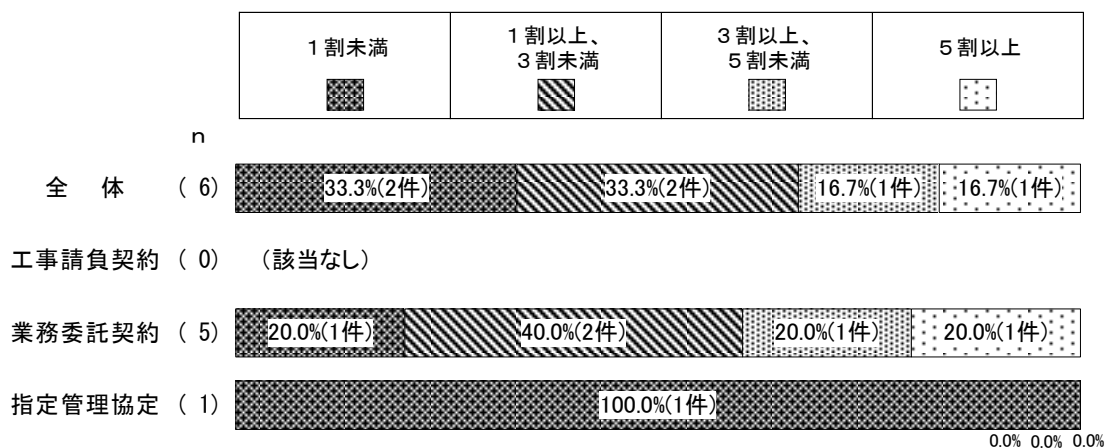 １割未満 １割以上、３割未満 ３割以上、５割未満 ５割以上
ｎ
全 体 ( 6) 33.3%(2件) 33.3%(2件) 16.7%(1件) 16.7%(1件)
工事請負契約 ( 0) （該当なし）
業務委託契約 ( 5) 20.0%(1件) 40.0%(2件) 20.0%(1件) 20.0%(1件)
指定管理協定 ( 1) 100.0%(1件)
0.0% 0.0% 0.0%